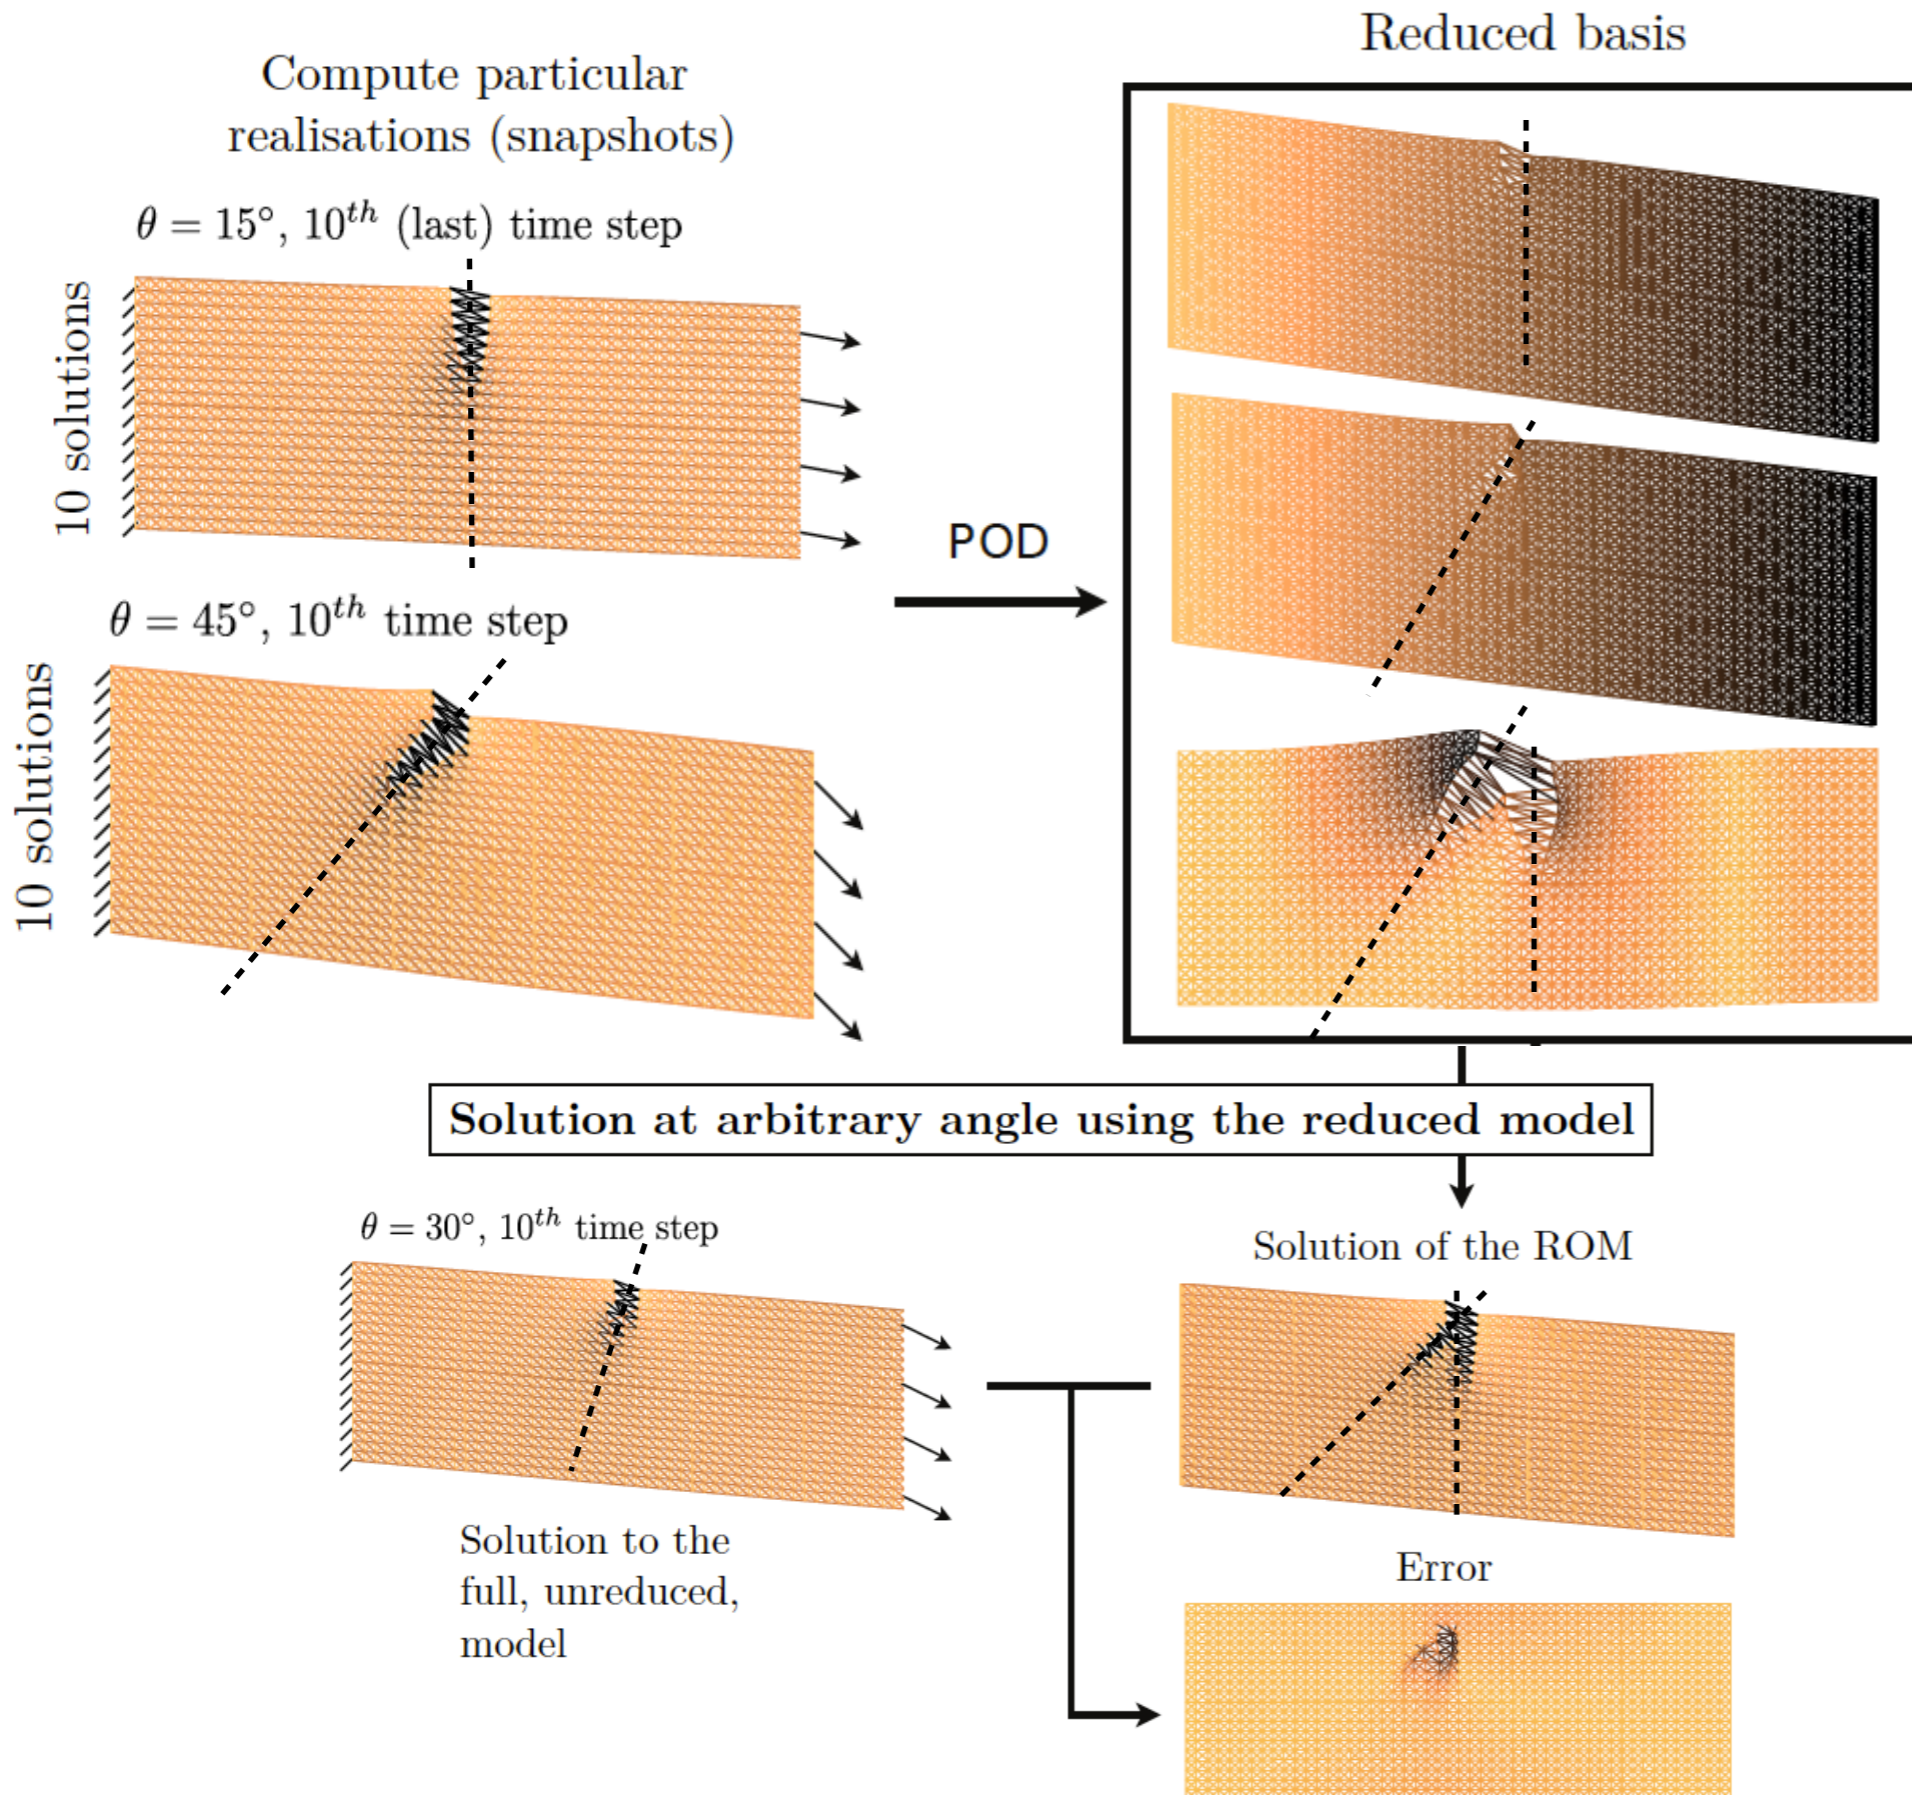 Compute particular
realisations (snapshots)
θ = 15°, 10th (last) time step
10 solutions
θ = 45°, 10th time step
10 solutions
POD
Reduced basis
Solution at arbitrary angle using the reduced model
θ = 30°, 10th time step
Solution to the
full, unreduced,
model
Solution of the ROM
Error